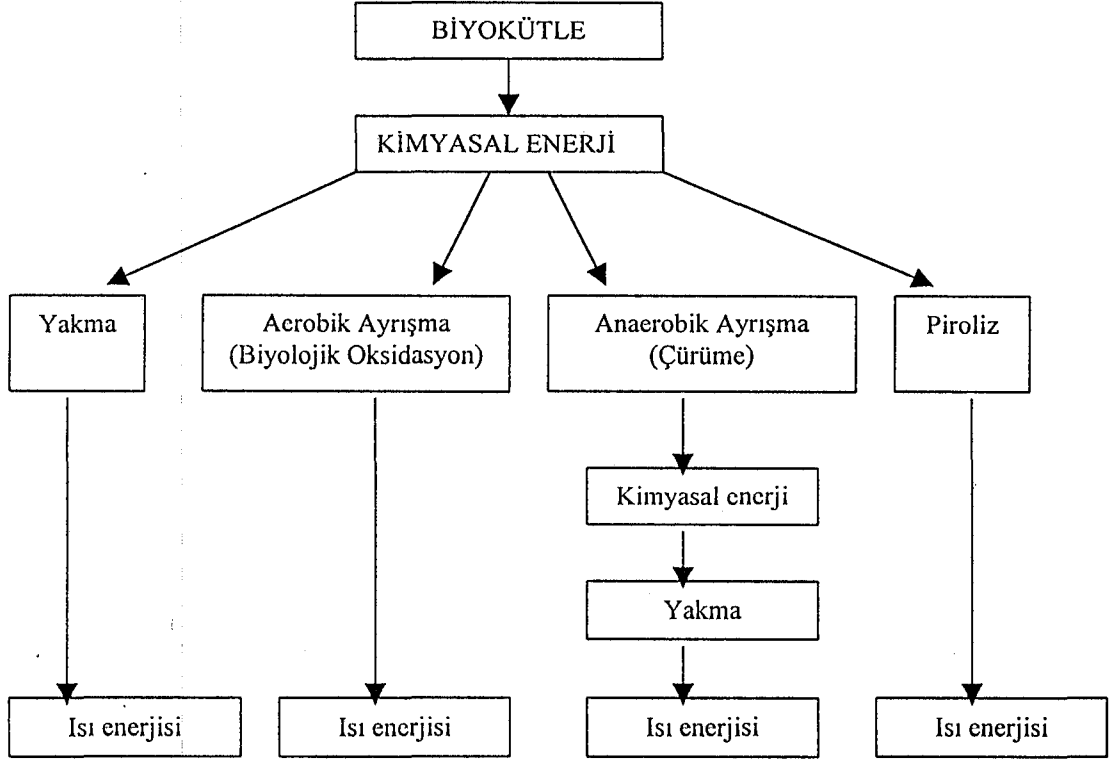 BİYOKÜTLE
KİMYASAL ENERJİ
Yakma
Aerobik Ayrışma
(Biyolojik Oksidasyon)
Anaerobik Ayrışma
(Çürüme)
Piroliz
Kimyasal enerji
Yakma
Isı enerjisi
Isı enerjisi
Isı enerjisi
Isı enerjisi